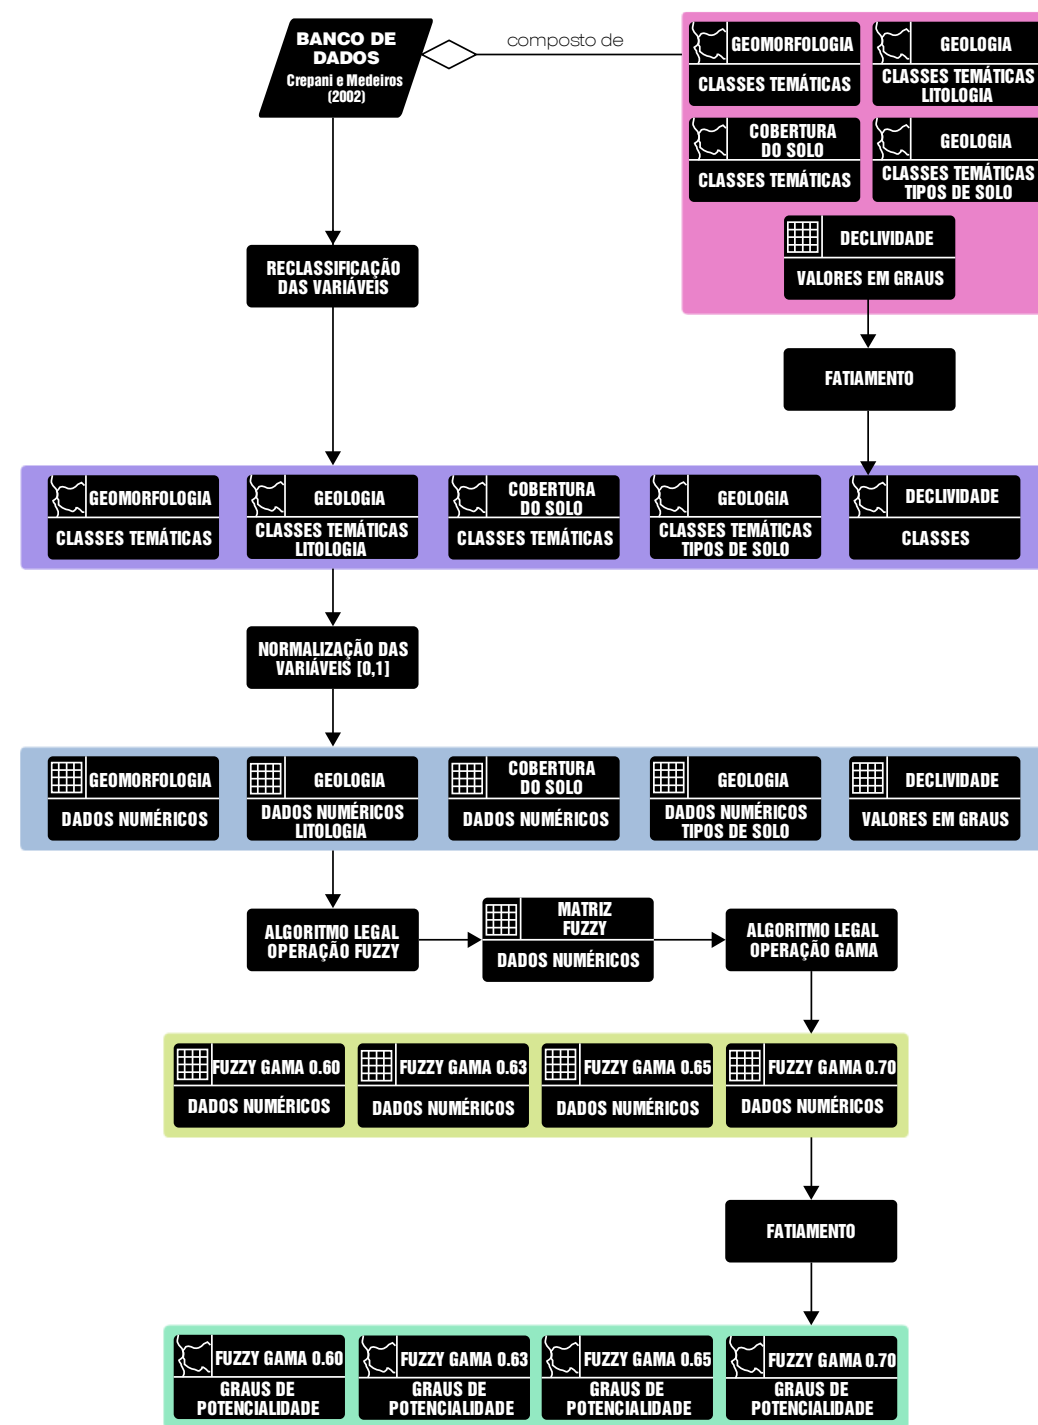 BANCO DE
DADOS
Crepani e Medeiros
(2002)
composto de
GEOMORFOLOGIA
CLASSES TEMÁTICAS
GEOLOGIA
CLASSES TEMÁTICAS
LITOLOGIA
COBERTURA
DO SOLO
CLASSES TEMÁTICAS
GEOLOGIA
CLASSES TEMÁTICAS
TIPOS DE SOLO
DECLIVIDADE
VALORES EM GRAUS
RECLASSIFICAÇÃO
DAS VARIÁVEIS
FATIAMENTO
GEOMORFOLOGIA
CLASSES TEMÁTICAS
GEOLOGIA
CLASSES TEMÁTICAS
LITOLOGIA
COBERTURA
DO SOLO
CLASSES TEMÁTICAS
GEOLOGIA
CLASSES TEMÁTICAS
TIPOS DE SOLO
DECLIVIDADE
CLASSES
NORMALIZAÇÃO DAS
VARIÁVEIS [0,1]
GEOMORFOLOGIA
DADOS NUMÉRICOS
GEOLOGIA
DADOS NUMÉRICOS
LITOLOGIA
COBERTURA
DO SOLO
DADOS NUMÉRICOS
GEOLOGIA
DADOS NUMÉRICOS
TIPOS DE SOLO
DECLIVIDADE
VALORES EM GRAUS
ALGORITMO LEGAL
OPERAÇÃO FUZZY
MATRIZ
FUZZY
DADOS NUMÉRICOS
ALGORITMO LEGAL
OPERAÇÃO GAMA
FUZZY GAMA 0.60
DADOS NUMÉRICOS
FUZZY GAMA 0.63
DADOS NUMÉRICOS
FUZZY GAMA 0.65
DADOS NUMÉRICOS
FUZZY GAMA 0.70
DADOS NUMÉRICOS
FATIAMENTO
FUZZY GAMA 0.60
GRAUS DE
POTENCIALIDADE
FUZZY GAMA 0.63
GRAUS DE
POTENCIALIDADE
FUZZY GAMA 0.65
GRAUS DE
POTENCIALIDADE
FUZZY GAMA 0.70
GRAUS DE
POTENCIALIDADE